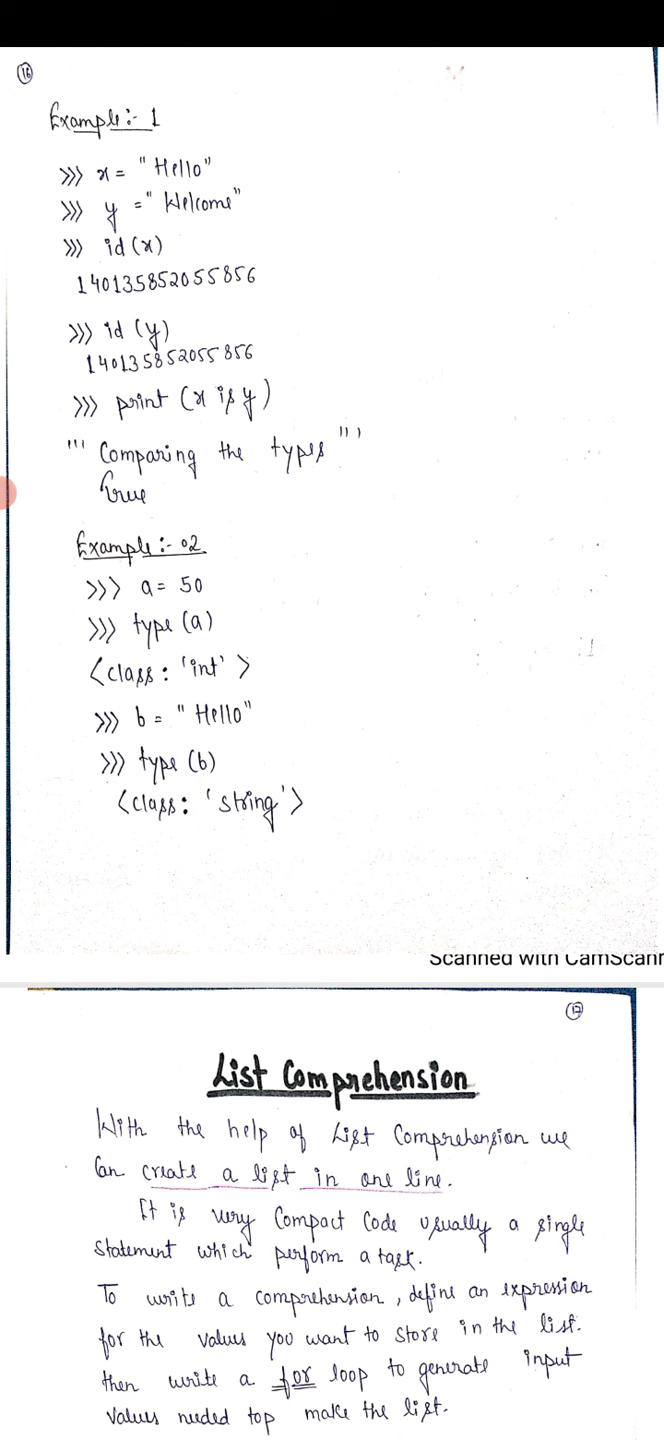 16
Example :- 1
>>> x = "Hello"
>>> y = "Welcome"
>>> id (x)
140135852055856
>>> id (y)
140135852055856
>>> print (x is y)
''' Comparing the types '''
True
Example :- 02
>>> a = 50
>>> type (a)
<class : 'int' >
>>> b = "Hello"
>>> type (b)
<class : 'string'>
Scanned with CamScanr
17
List Comprehension
With the help of List Comprehension we
Can create a list in one line.
It is very Compact Code usually a single
Statement which perform a task.
To write a comprehension, define an expression
for the values you want to store in the list.
then write a for loop to generate input
values needed top make the list.